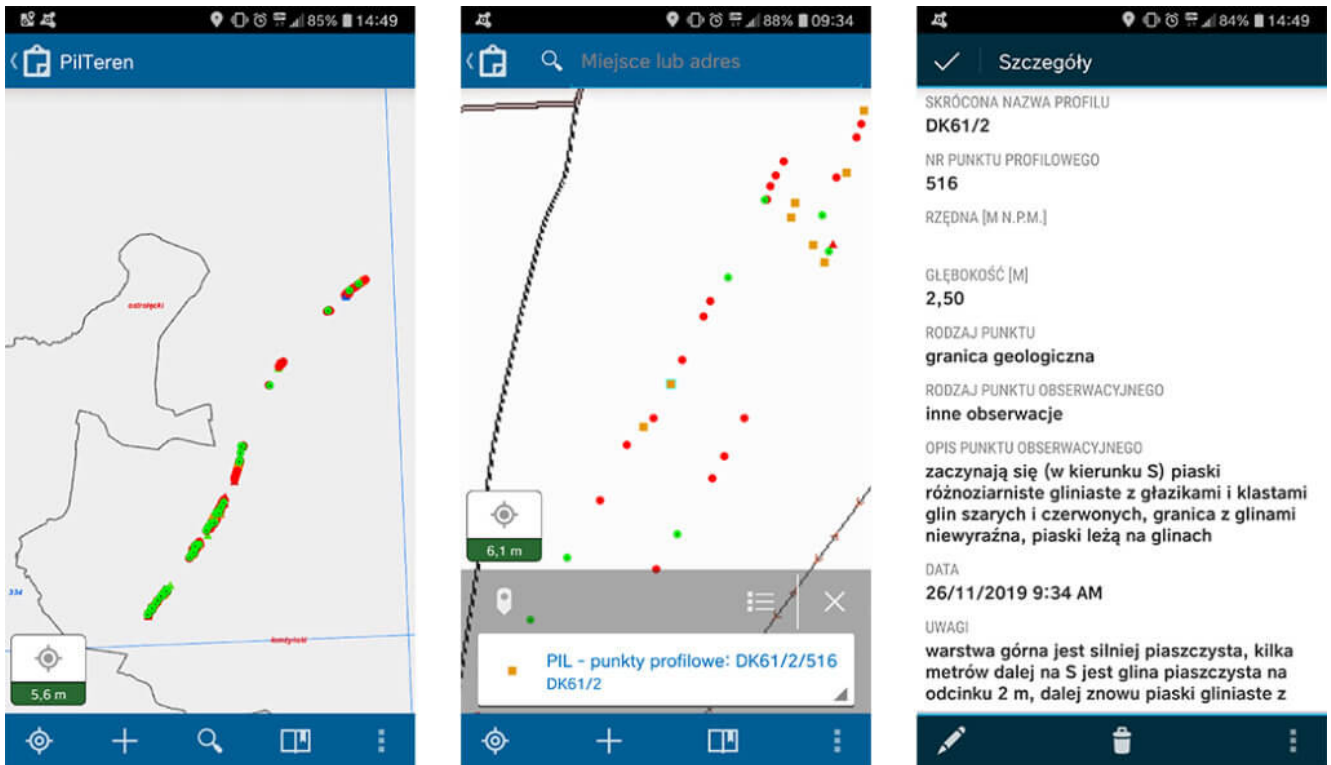 85% 14:49
PilTeren
ostrołęcki
334
łomżyński
5,6 m
88% 09:34
Miejsce lub adres
6,1 m
PIL - punkty profilowe: DK61/2/516
DK61/2
84% 14:49
Szczegóły
SKRÓCONA NAZWA PROFILU
DK61/2
NR PUNKTU PROFILOWEGO
516
RZĘDNA [M N.P.M.]
GŁĘBOKOŚĆ [M]
2,50
RODZAJ PUNKTU
granica geologiczna
RODZAJ PUNKTU OBSERWACYJNEGO
inne obserwacje
OPIS PUNKTU OBSERWACYJNEGO
zaczynają się (w kierunku S) piaski
różnoziarniste gliniaste z głazikami i klastami
glin szarych i czerwonych, granica z glinami
niewyraźna, piaski leżą na glinach
DATA
26/11/2019 9:34 AM
UWAGI
warstwa górna jest silniej piaszczysta, kilka
metrów dalej na S jest glina piaszczysta na
odcinku 2 m, dalej znowu piaski gliniaste z